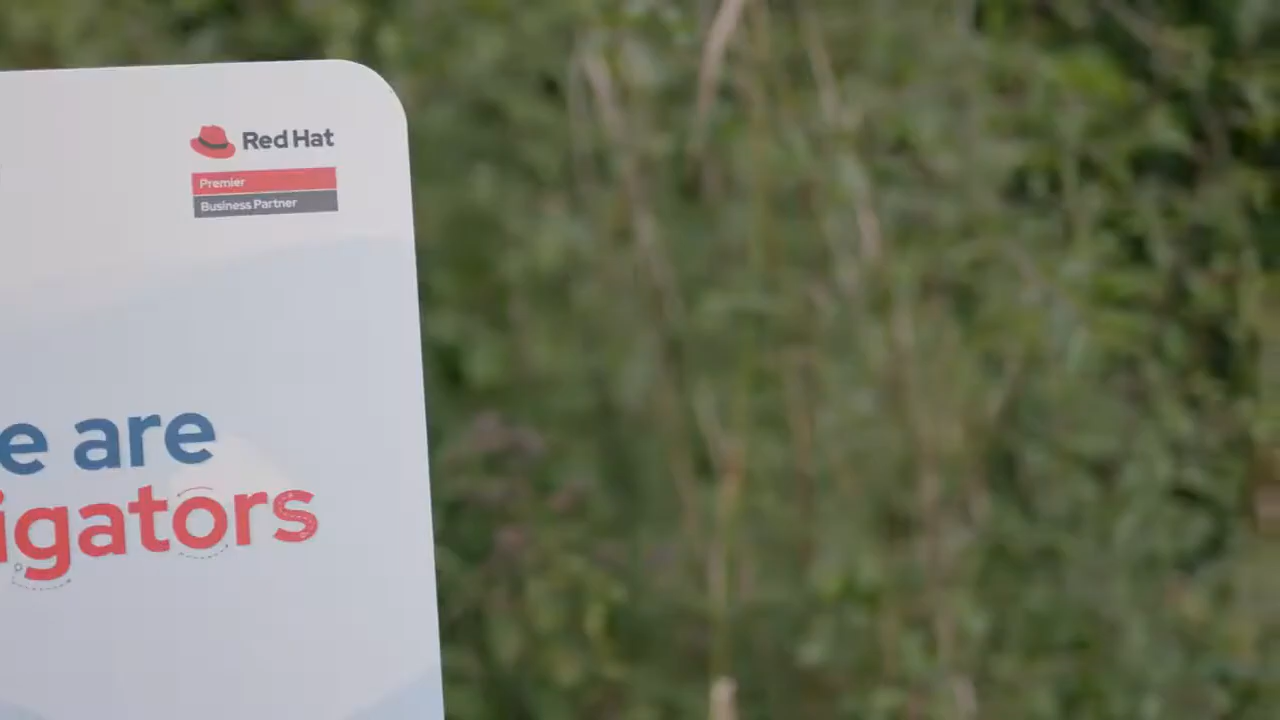 Red Hat
Premier
Business Partner
e are
igators